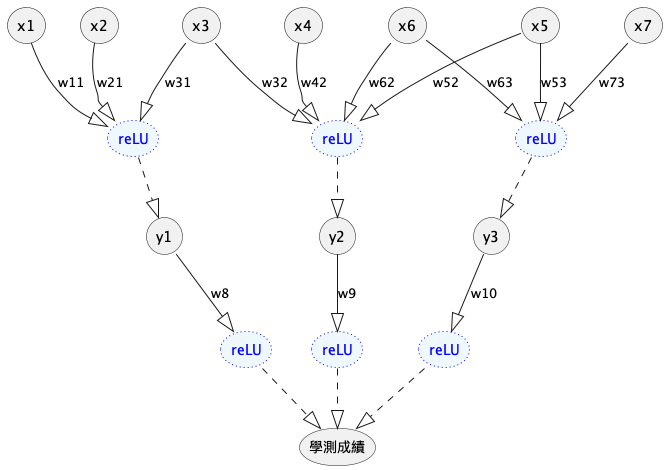 x1 x2 x3 x4 x6 x5 x7
w11 w21 w31 w32 w42 w62 w52 w63 w53 w73
reLU reLU reLU
y1 y2 y3
w8 w9 w10
reLU reLU reLU
學測成績